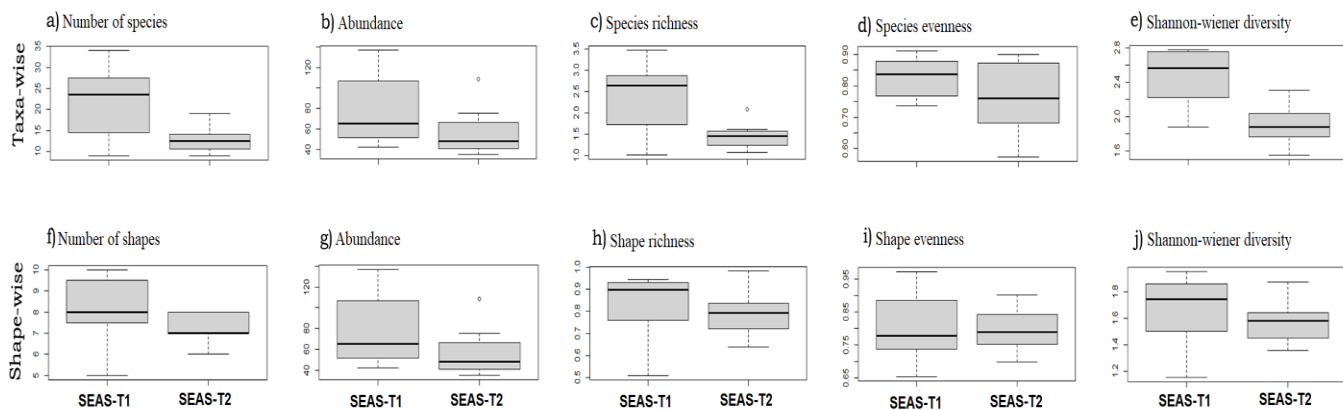 a) Number of species
b) Abundance
c) Species richness
d) Species evenness
e) Shannon-wiener diversity
Taxa-wise
10 15 20 25 30 35
40 60 80 120
1.0 1.5 2.0 2.5 3.0 3.5
0.60 0.70 0.80 0.90
1.6 2.0 2.4 2.8
f) Number of shapes
g) Abundance
h) Shape richness
i) Shape evenness
j) Shannon-wiener diversity
Shape-wise
5 6 7 8 9 10
40 60 80 120
0.5 0.6 0.7 0.8 0.9 1.0
0.65 0.75 0.85 0.95
1.2 1.4 1.6 1.8
SEAS-T1 SEAS-T2
SEAS-T1 SEAS-T2
SEAS-T1 SEAS-T2
SEAS-T1 SEAS-T2
SEAS-T1 SEAS-T2